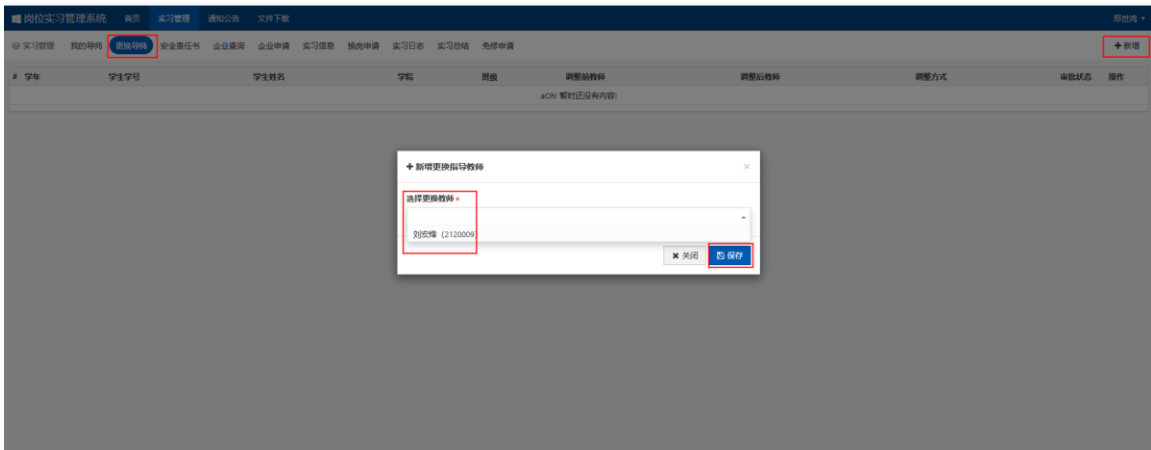 岗位实习管理系统 首页 实习管理 通知公告 文件下载 郑世鸿
实习管理 我的导师 更换导师 安全责任书 企业查询 企业申请 实习信息 换岗申请 实习日志 实习总结 免修申请 +新增
# 学年 学生学号 学生姓名 学院 班级 调整前教师 调整后教师 调整方式 审批状态 操作
aOh! 暂时还没有内容!
+ 新增更换指导教师 ×
选择更换教师 *
刘宏烽 (2120009)
× 关闭 保存